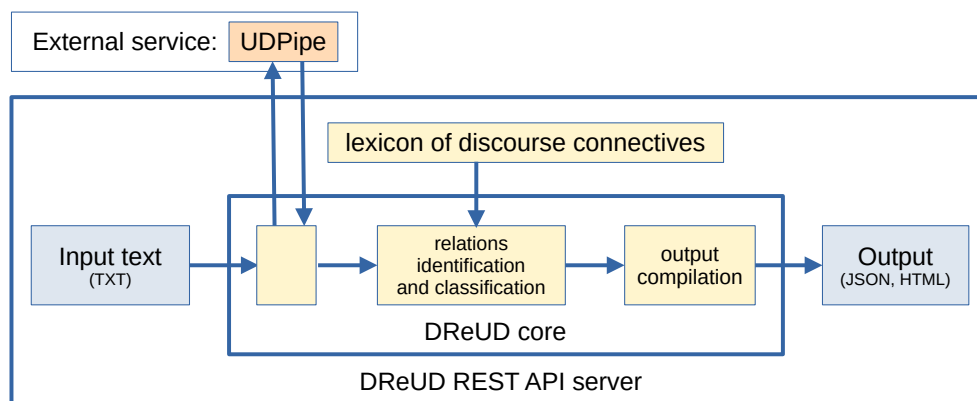 External service: UDPipe
lexicon of discourse connectives
Input text
(TXT)
relations
identification
and classification
output
compilation
Output
(JSON, HTML)
DReUD core
DReUD REST API server